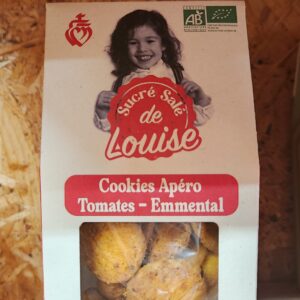 AB
Sucré Salé
de
Louise
Cookies Apéro
Tomates - Emmental